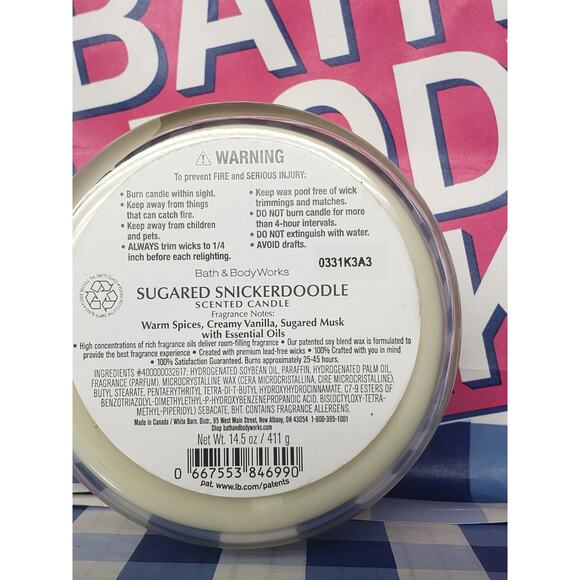 BATH
BODY
⚠ WARNING
To prevent FIRE and SERIOUS INJURY:
• Burn candle within sight.
• Keep away from things
that can catch fire.
• Keep away from children
and pets.
• ALWAYS trim wicks to 1/4
inch before each relighting.
• Keep wax pool free of wick
trimmings and matches.
• DO NOT burn candle for more
than 4-hour intervals.
• DO NOT extinguish with water.
• AVOID drafts.
0331K3A3
Bath & Body Works
SUGARED SNICKERDOODLE
SCENTED CANDLE
Fragrance Notes:
Warm Spices, Creamy Vanilla, Sugared Musk
with Essential Oils
• High concentrations of rich fragrance oils deliver room-filling fragrance • Our patented soy blend wax is formulated to
provide the best fragrance experience • Created with premium lead-free wicks • 100% Crafted with you in mind
• 100% Satisfaction Guaranteed. Burns approximately 25-45 hours.
INGREDIENTS #400000032617: HYDROGENATED SOYBEAN OIL, PARAFFIN, HYDROGENATED PALM OIL,
FRAGRANCE (PARFUM), MICROCRYSTALLINE WAX (CERA MICROCRISTALLINA, CIRE MICROCRISTALLINE),
BUTYL STEARATE, PENTAERYTHRITYL TETRA-DI-T-BUTYL HYDROXYHYDROCINNAMATE, C7-9 ESTERS OF
BENZOTRIAZOLYL-DIMETHYLETHYL-P-HYDROXYBENZENEPROPANOIC ACID, BIS(OCTYLOXY-TETRA-
METHYL-PIPERIDYL) SEBACATE, BHT. CONTAINS FRAGRANCE ALLERGENS.
Made in Canada / White Barn, Distr., 95 West Main Street, New Albany, OH 43054 1-800-395-1001
Shop bathandbodyworks.com
Net Wt. 14.5 oz / 411 g
0 667553 846990
pat. www.lb.com/patents